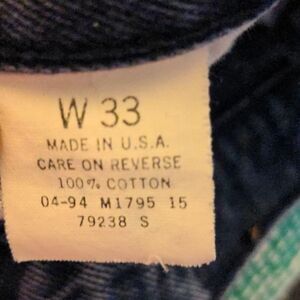 W 33
MADE IN U.S.A.
CARE ON REVERSE
100% COTTON
04-94 M1795 15
79238 S